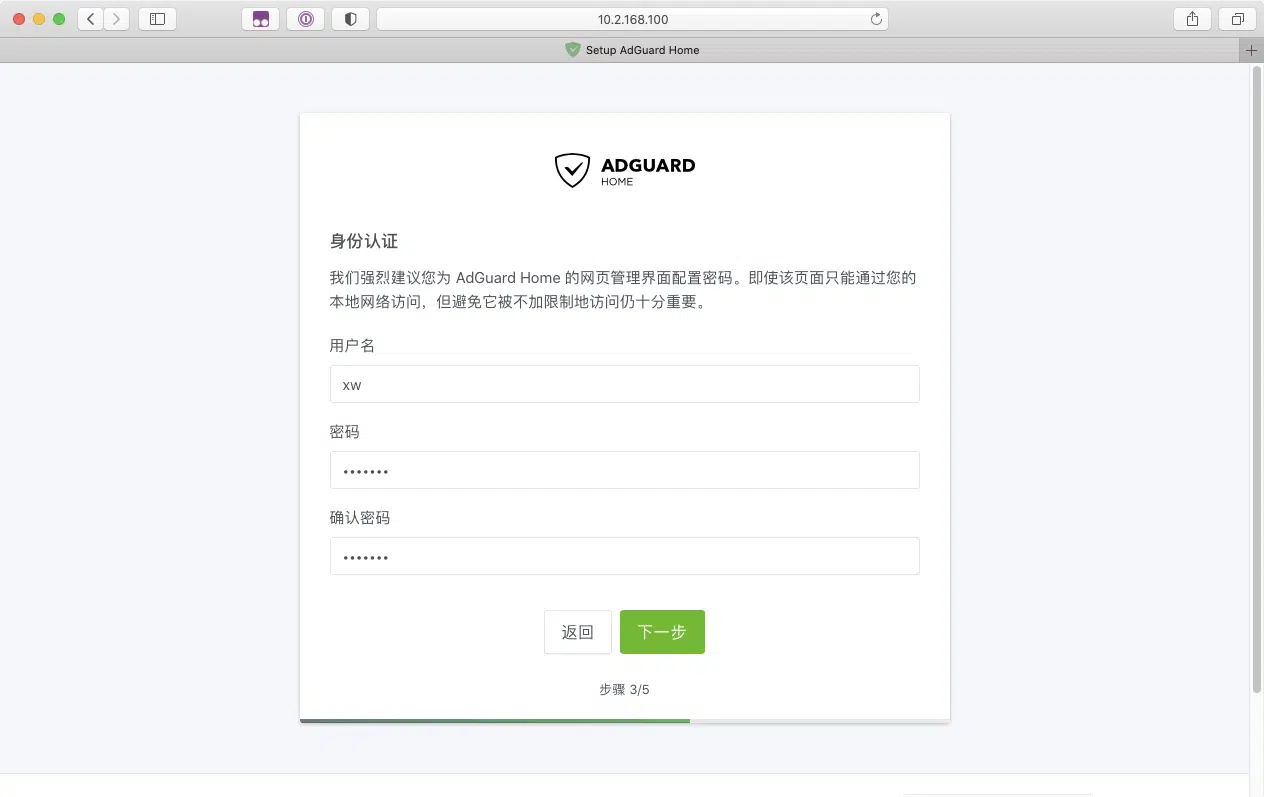 10.2.168.100
Setup AdGuard Home
ADGUARD
HOME
身份认证
我们强烈建议您为 AdGuard Home 的网页管理界面配置密码。即使该页面只能通过您的
本地网络访问，但避免它被不加限制地访问仍十分重要。
用户名
xw
密码
•••••••
确认密码
•••••••
返回
下一步
步骤 3/5